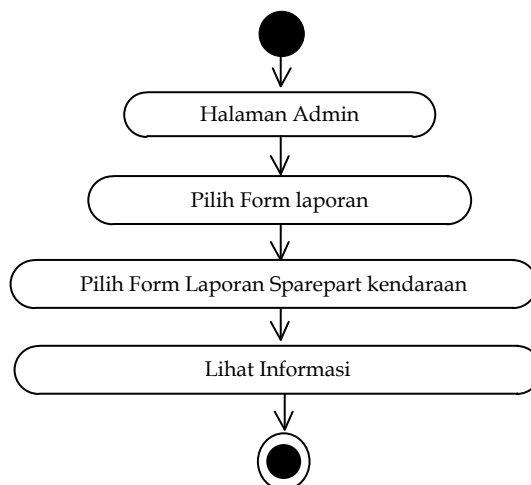 Halaman Admin
Pilih Form laporan
Pilih Form Laporan Sparepart kendaraan
Lihat Informasi